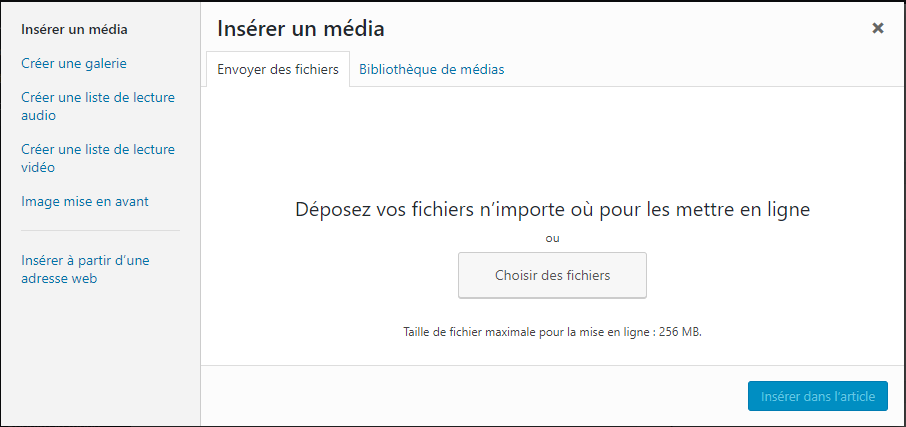 Insérer un média
Créer une galerie
Créer une liste de lecture
audio
Créer une liste de lecture
vidéo
Image mise en avant
Insérer à partir d’une
adresse web
Insérer un média
Envoyer des fichiers
Bibliothèque de médias
Déposez vos fichiers n’importe où pour les mettre en ligne
ou
Choisir des fichiers
Taille de fichier maximale pour la mise en ligne : 256 MB.
Insérer dans l’article